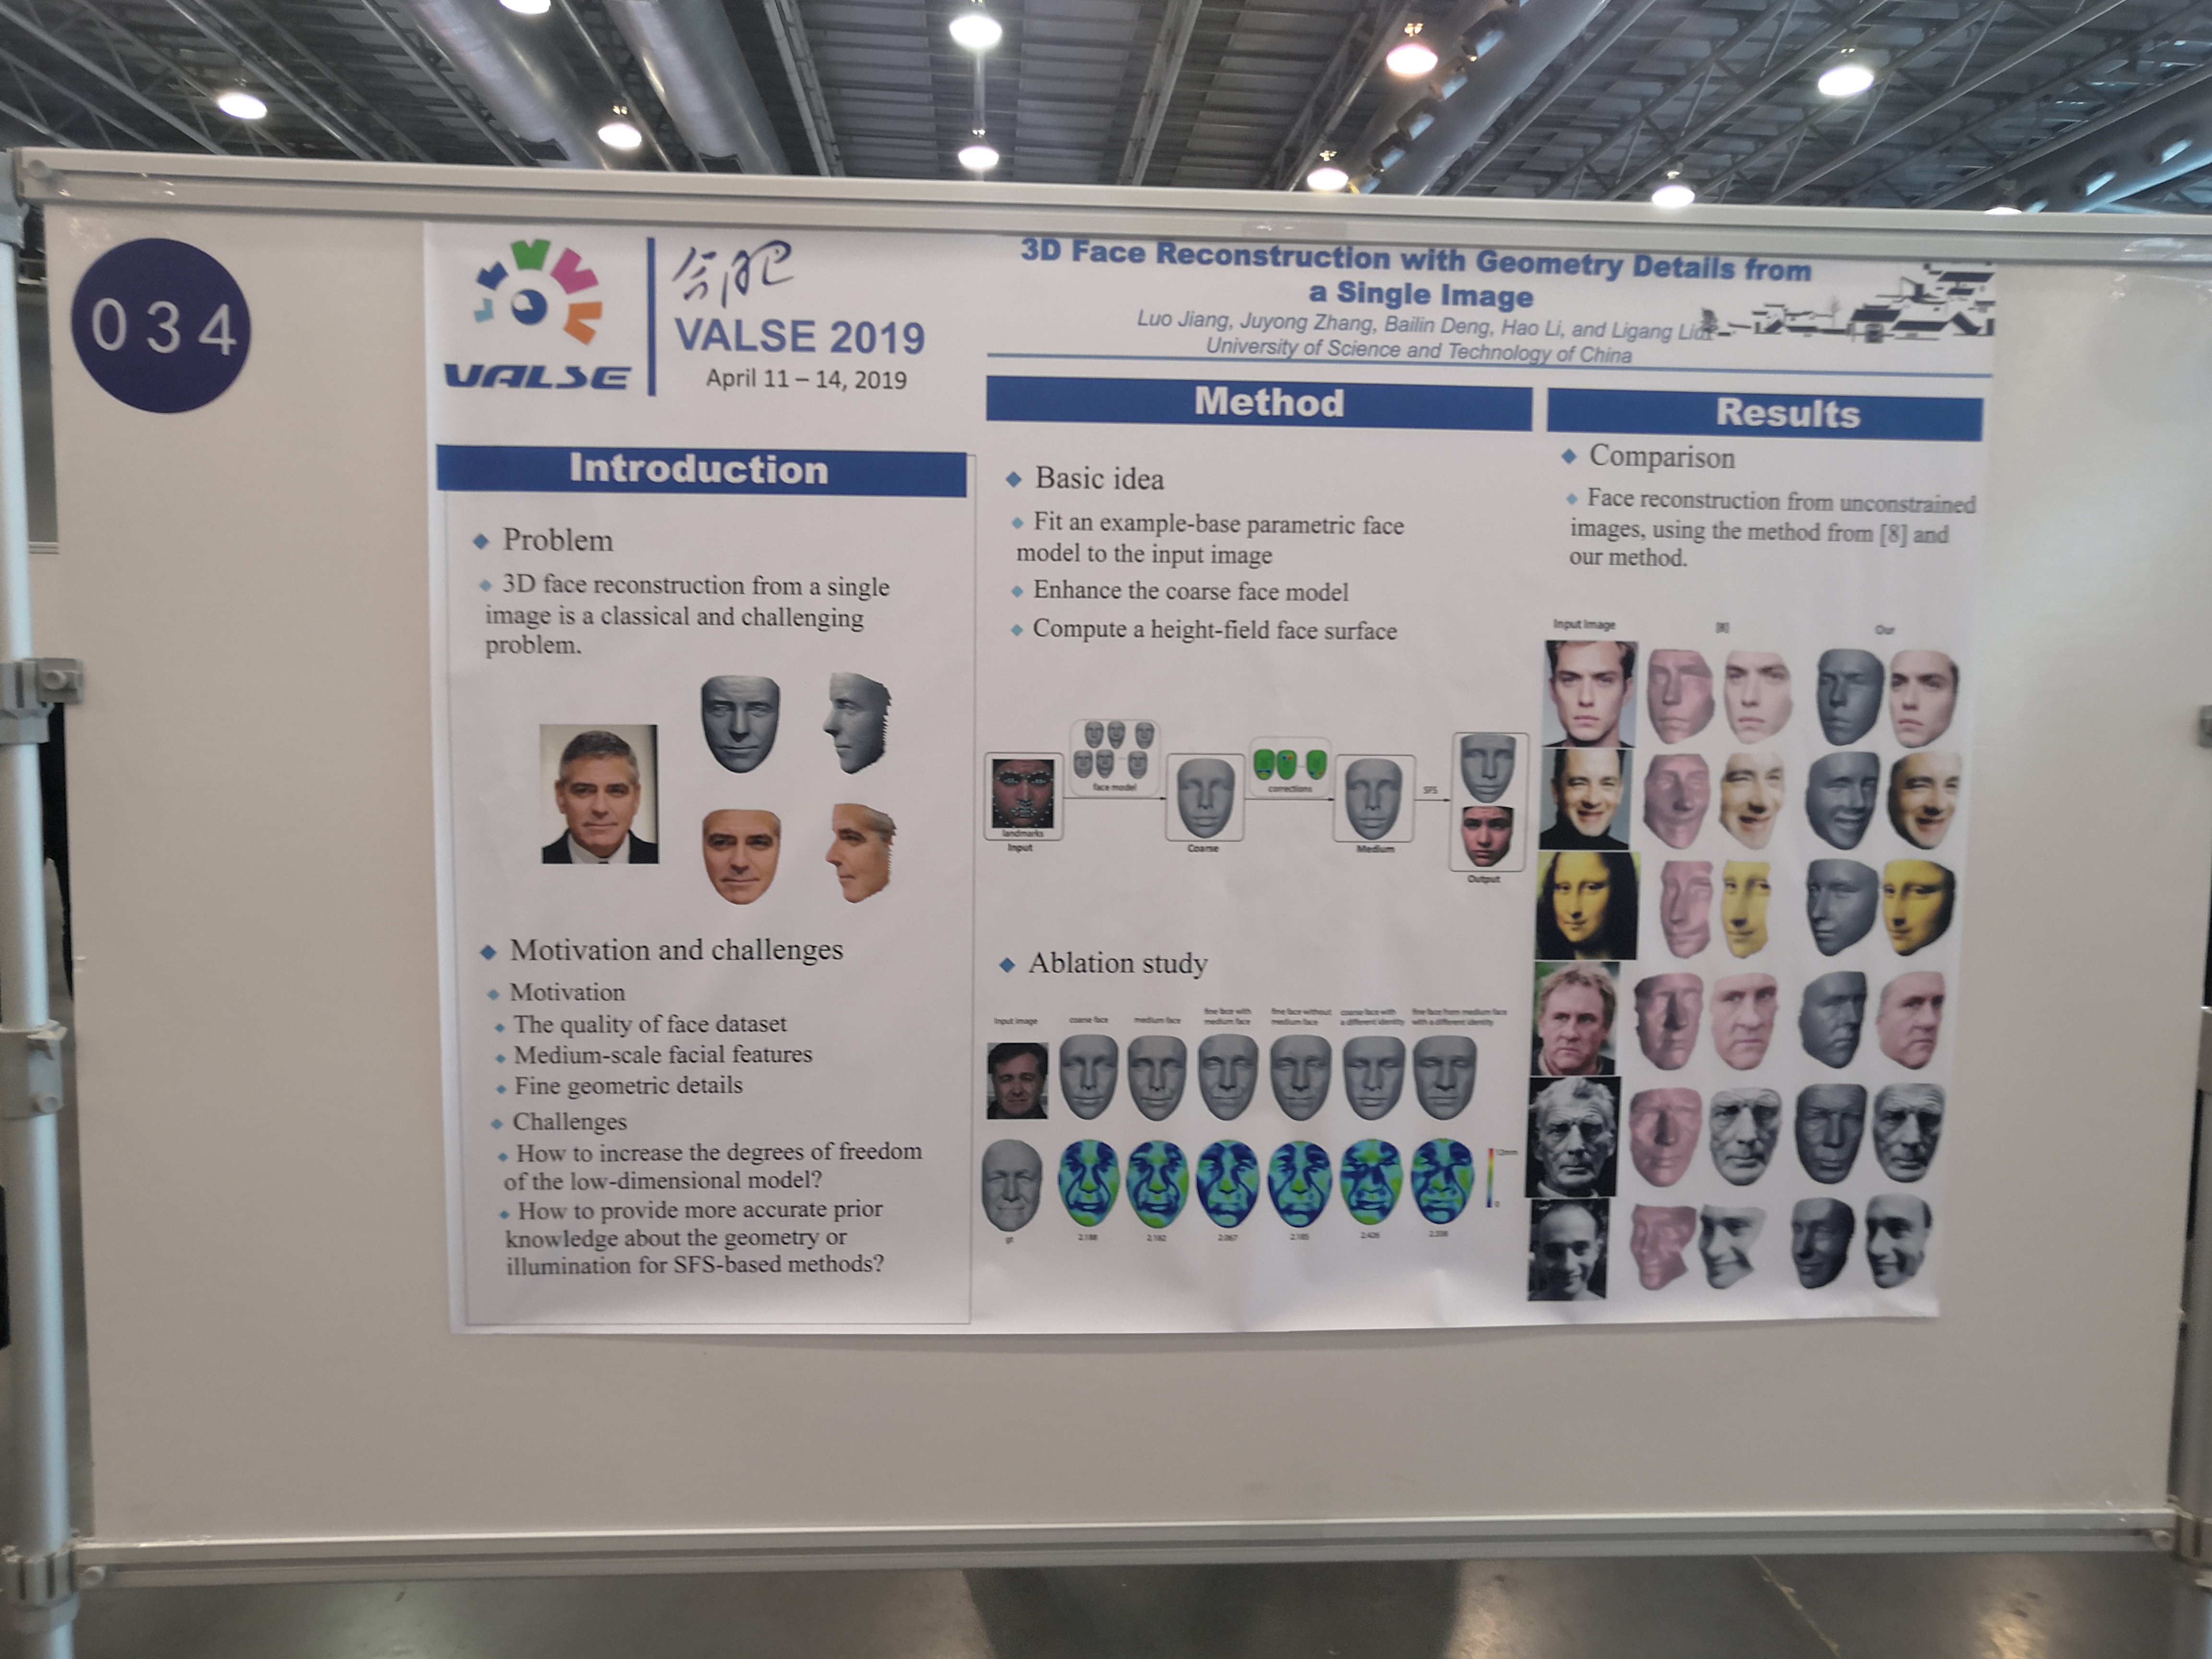 034
VALSE
合肥
VALSE 2019
April 11 – 14, 2019
3D Face Reconstruction with Geometry Details from
a Single Image
Luo Jiang, Juyong Zhang, Bailin Deng, Hao Li, and Ligang Liu
University of Science and Technology of China
Introduction
◆ Problem
◆ 3D face reconstruction from a single
image is a classical and challenging
problem.
◆ Motivation and challenges
◆ Motivation
◆ The quality of face dataset
◆ Medium-scale facial features
◆ Fine geometric details
◆ Challenges
◆ How to increase the degrees of freedom
of the low-dimensional model?
◆ How to provide more accurate prior
knowledge about the geometry or
illumination for SFS-based methods?
Method
◆ Basic idea
◆ Fit an example-base parametric face
model to the input image
◆ Enhance the coarse face model
◆ Compute a height-field face surface
landmarks
Input
face model
Coarse
corrections
Medium
SFS
Output
◆ Ablation study
Input image
coarse face
medium face
fine face with
medium face
fine face without
medium face
coarse face with
a different identity
fine face from medium face
with a different identity
12mm
0
gt
2.188
2.182
2.067
2.185
2.426
2.338
Results
◆ Comparison
◆ Face reconstruction from unconstrained
images, using the method from [8] and
our method.
Input Image
[8]
Our